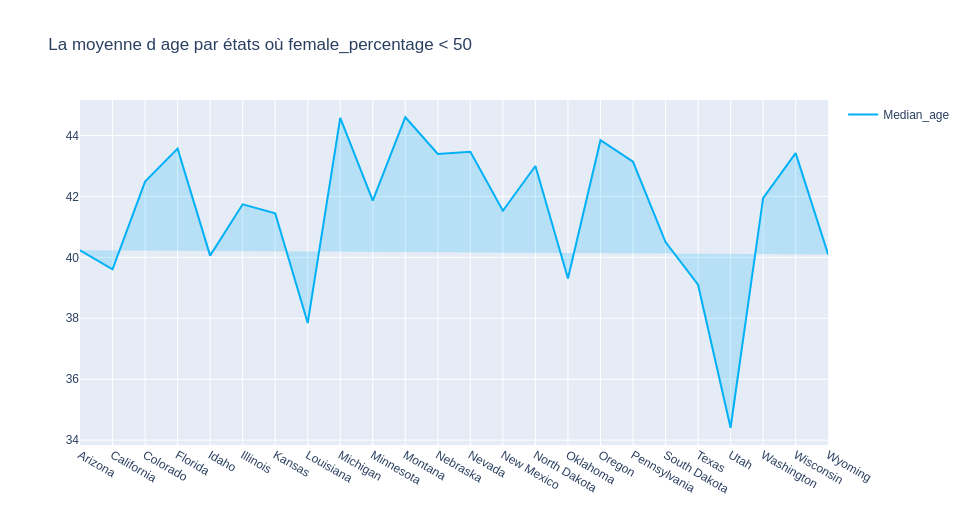 La moyenne d age par états où female_percentage < 50
Median_age
44
42
40
38
36
34
Arizona
California
Colorado
Florida
Idaho
Illinois
Kansas
Louisiana
Michigan
Minnesota
Montana
Nebraska
Nevada
New Mexico
North Dakota
Oklahoma
Oregon
Pennsylvania
South Dakota
Texas
Utah
Washington
Wisconsin
Wyoming